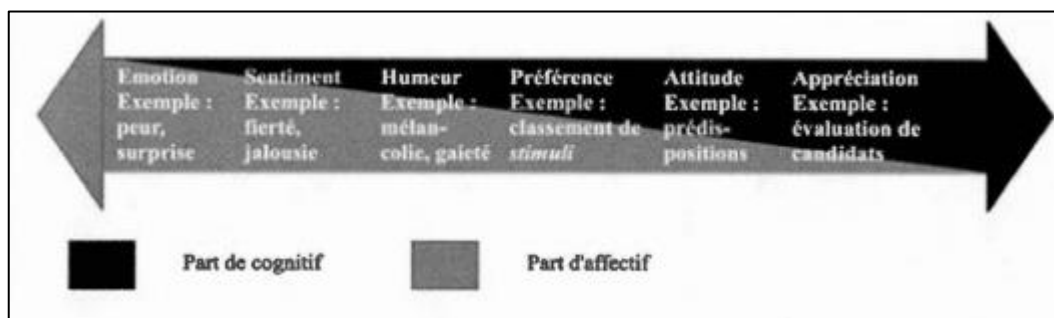 Emotion Sentiment Humeur Préférence Attitude Appréciation
Exemple : Exemple : Exemple : Exemple : Exemple : Exemple :
peur, fierté, mélan- classement de prédis- évaluation de
surprise jalousie colie, gaieté stimuli positions candidats
Part de cognitif Part d'affectif